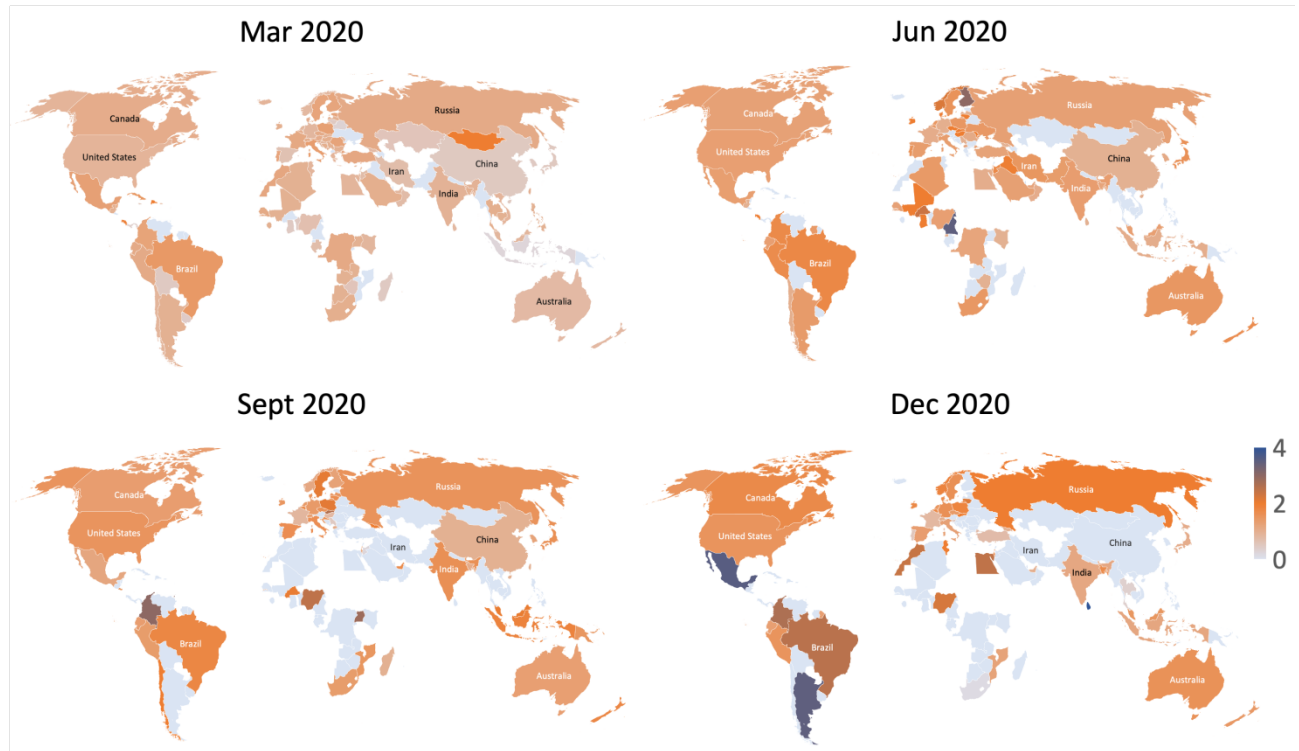 Mar 2020
Canada
United States
Russia
China
Iran
India
Brazil
Australia
Jun 2020
Canada
United States
Russia
China
Iran
India
Brazil
Australia
Sept 2020
Canada
United States
Russia
China
Iran
India
Brazil
Australia
Dec 2020
Canada
United States
Russia
China
Iran
India
Brazil
Australia
4
2
0